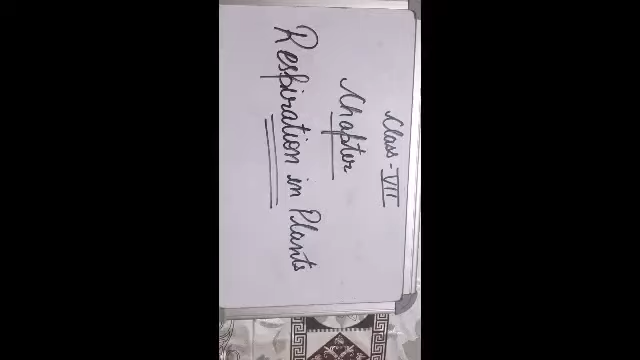 Class - VII
Chapter
Respiration in Plants